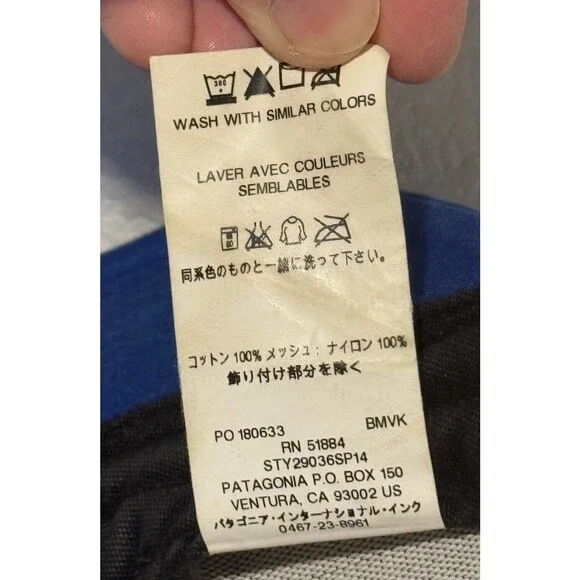 WASH WITH SIMILAR COLORS
LAVER AVEC COULEURS
SEMBLABLES
同系色のものと一緒に洗って下さい。
コットン 100% メッシュ：ナイロン 100%
飾り付け部分を除く
PO 180633 BMVK
RN 51884
STY29036SP14
PATAGONIA P.O. BOX 150
VENTURA, CA 93002 US
パタゴニア・インターナショナル・インク
0467-23-8961